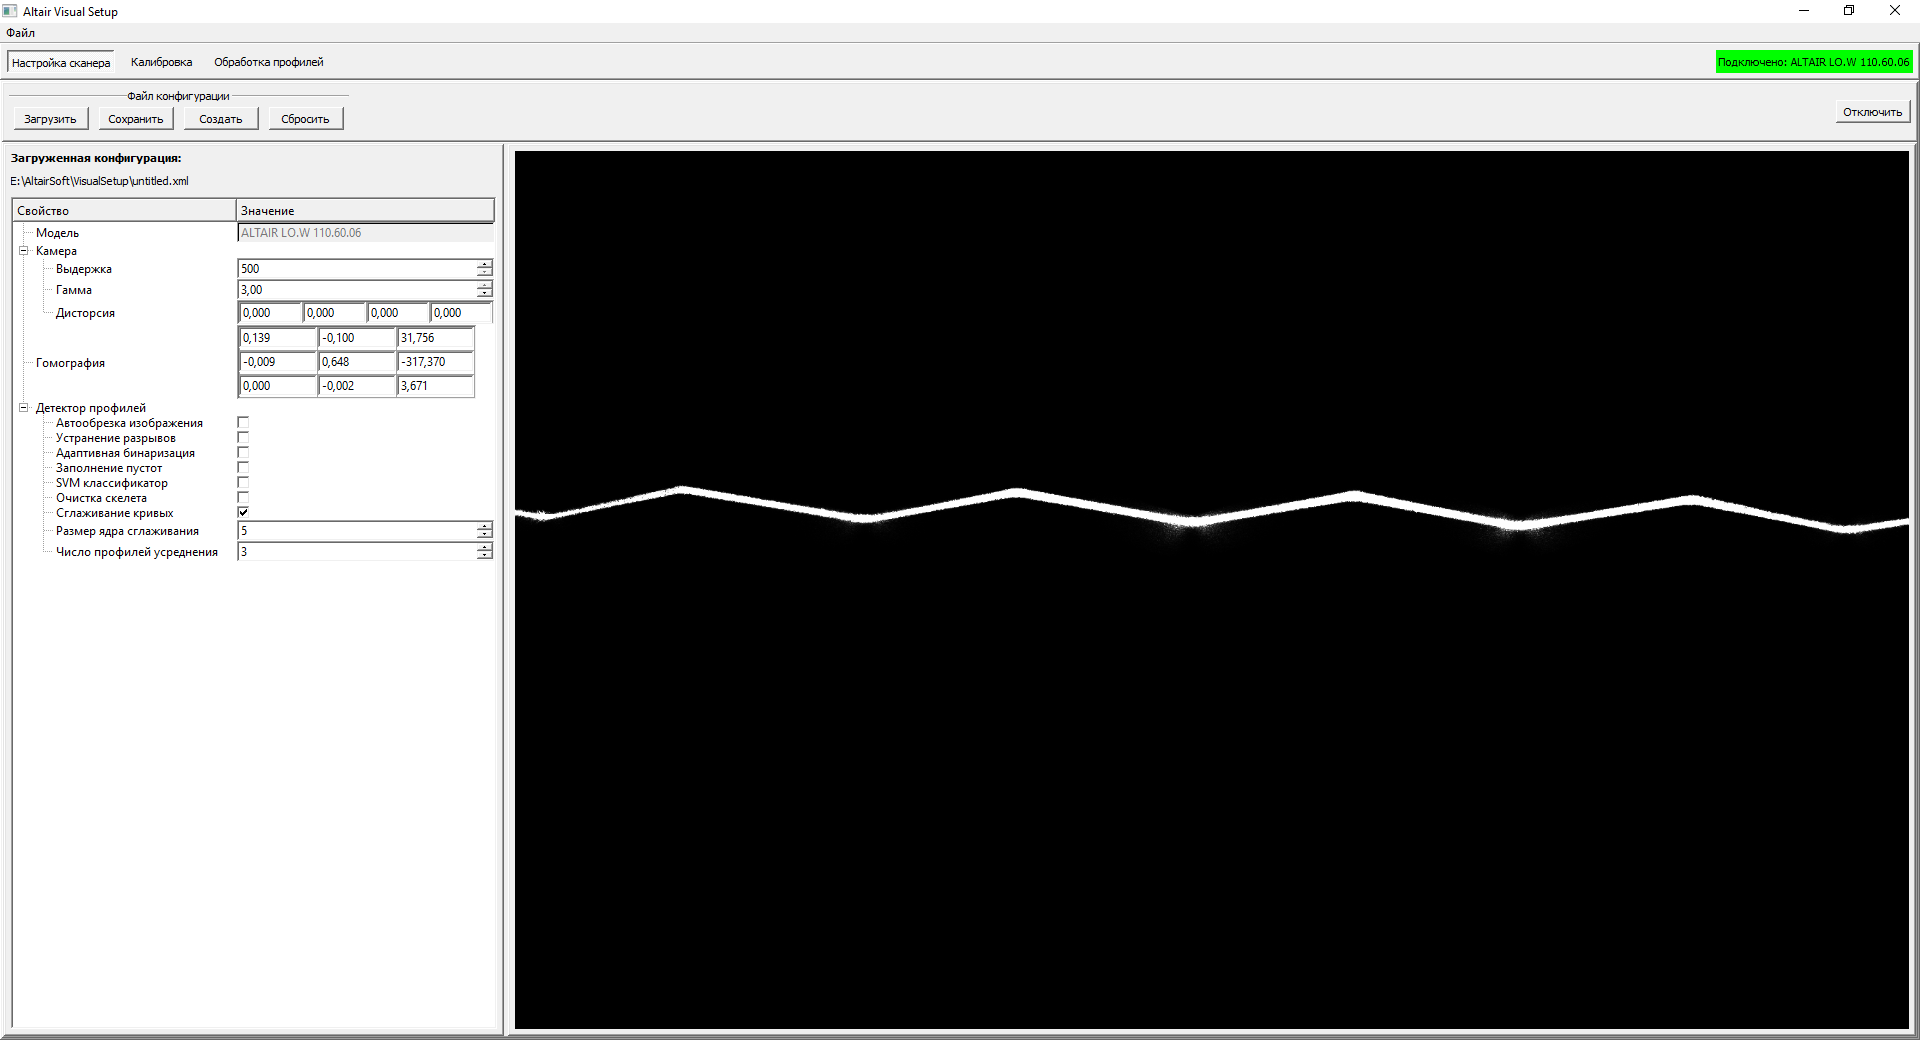 Altair Visual Setup
Файл
Настройка сканера Калибровка Обработка профилей Подключено: ALTAIR LO.W 110.60.06
Файл конфигурации
Загрузить Сохранить Создать Сбросить Отключить
Загруженная конфигурация:
E:\AltairSoft\VisualSetup\untitled.xml
Свойство Значение
Модель ALTAIR LO.W 110.60.06
Камера
Выдержка 500
Гамма 3,00
Дисторсия 0,000 0,000 0,000 0,000
0,139 -0,100 31,756
Гомография -0,009 0,648 -317,370
0,000 -0,002 3,671
Детектор профилей
Автообрезка изображения
Устранение разрывов
Адаптивная бинаризация
Заполнение пустот
SVM классификатор
Очистка скелета
Сглаживание кривых
Размер ядра сглаживания 5
Число профилей усреднения 3